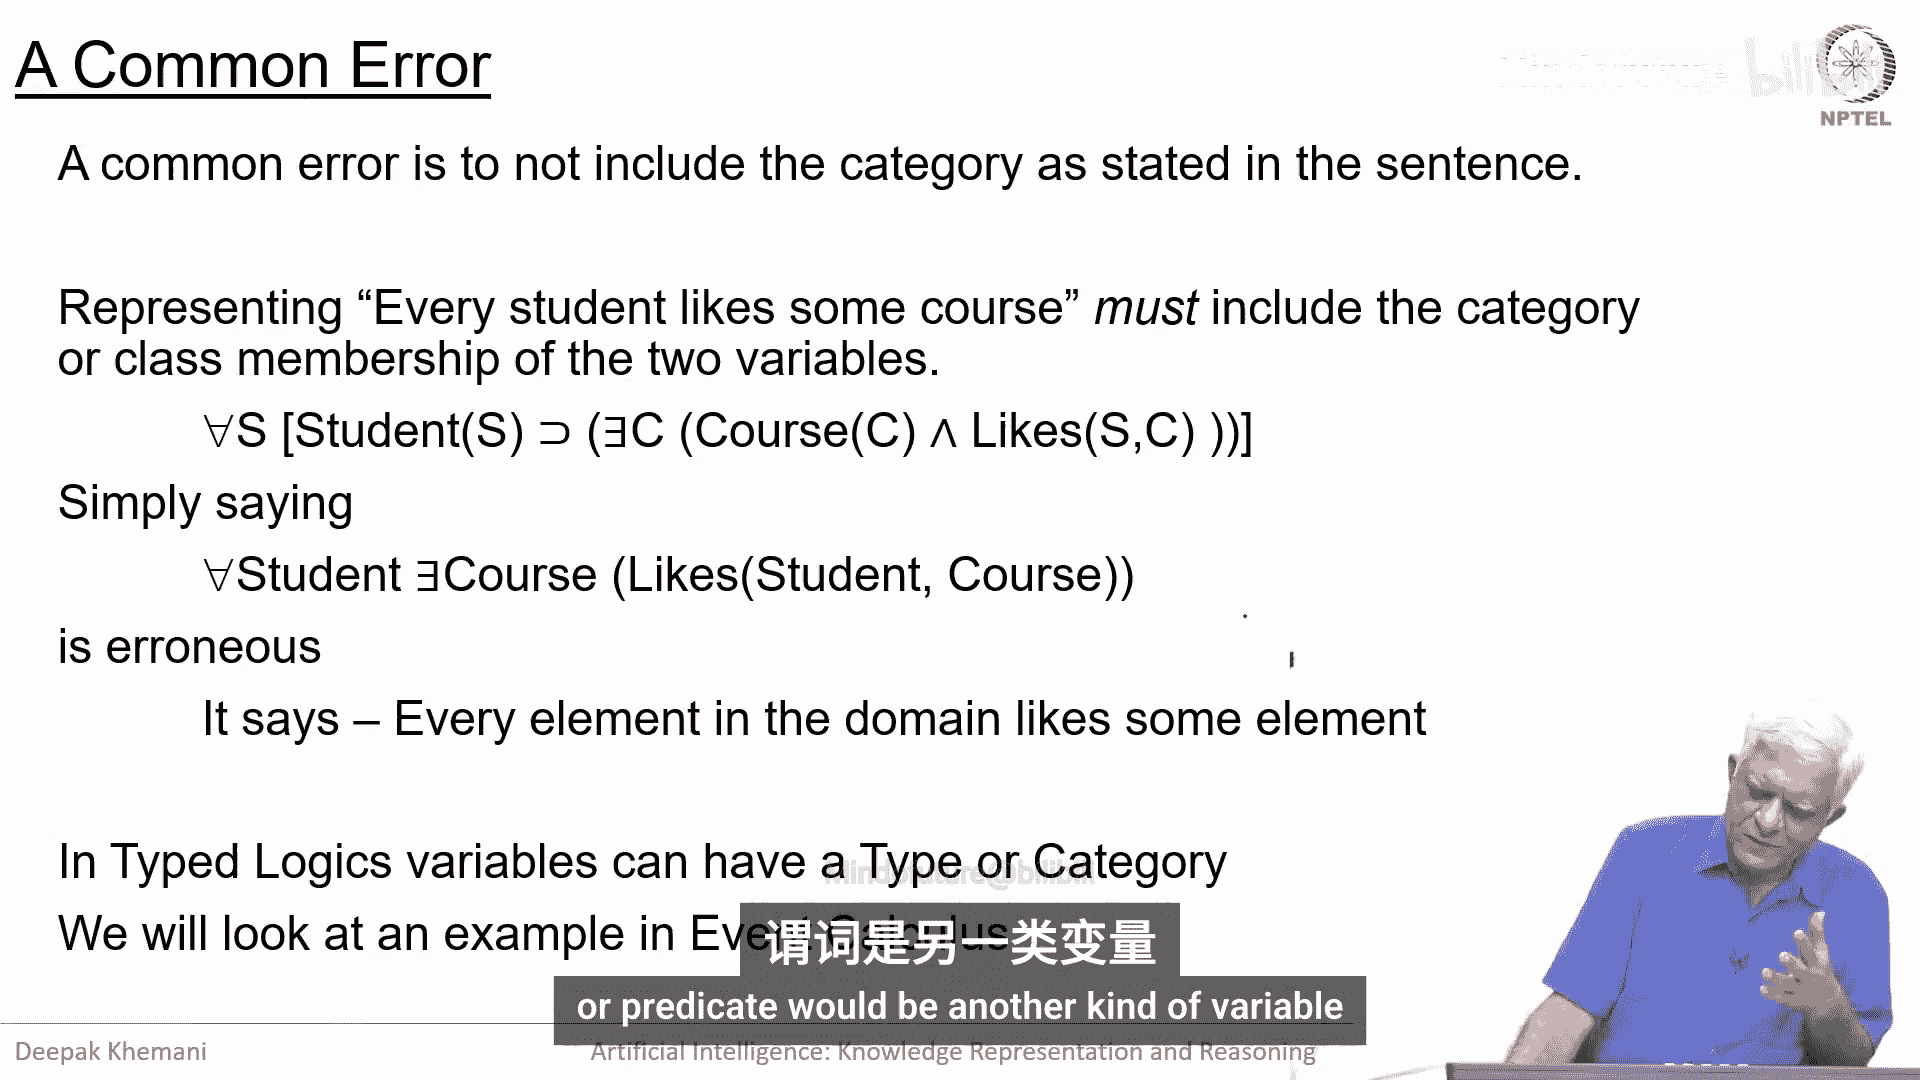 A Common Error
NPTEL
A common error is to not include the category as stated in the sentence.
Representing “Every student likes some course” must include the category
or class membership of the two variables.
∀S [Student(S) ⊃ (∃C (Course(C) ∧ Likes(S,C) ))]
Simply saying
∀Student ∃Course (Likes(Student, Course))
is erroneous
It says – Every element in the domain likes some element
In Typed Logics variables can have a Type or Category
We will look at an example in Event Calculus
谓词是另一类变量
or predicate would be another kind of variable
Deepak Khemani
Artificial Intelligence: Knowledge Representation and Reasoning